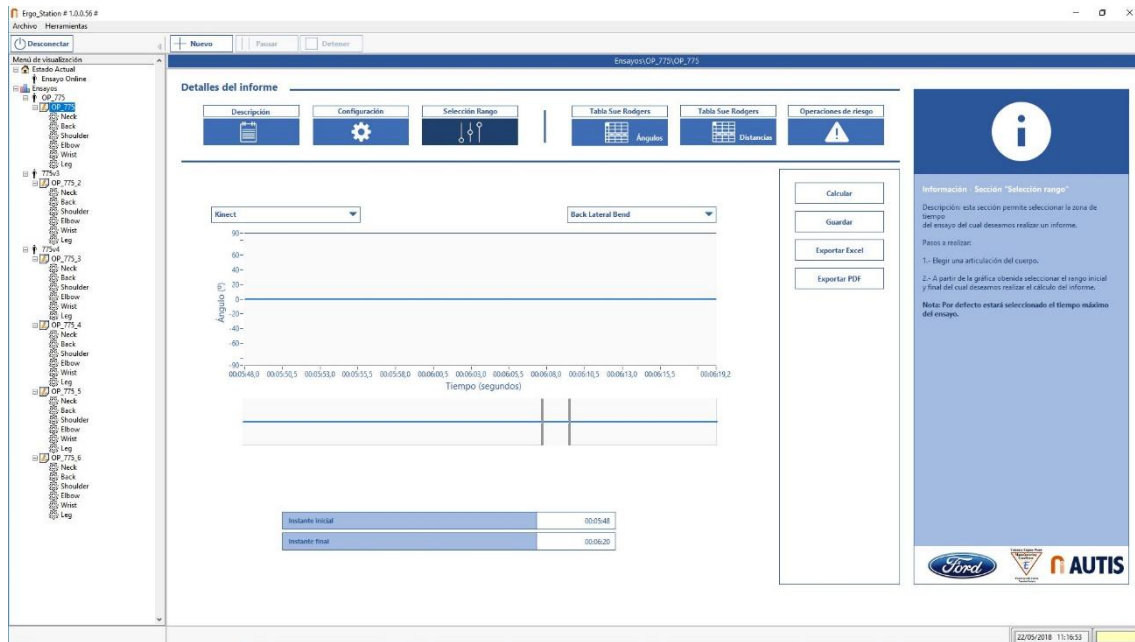 Ergo_Station # 1.0.0.56 #
Archivo Herramientas
Desconectar
Nuevo
Pausar
Detener
Menú de visualización
Estado Actual
Ensayo Online
Ensayos
OP_775
OP_775
Neck
Back
Shoulder
Elbow
Wrist
Leg
775v3
OP_775_2
Neck
Back
Shoulder
Elbow
Wrist
Leg
775v4
OP_775_3
Neck
Back
Shoulder
Elbow
Wrist
Leg
OP_775_4
Neck
Back
Shoulder
Elbow
Wrist
Leg
OP_775_5
Neck
Back
Shoulder
Elbow
Wrist
Leg
OP_775_6
Neck
Back
Shoulder
Elbow
Wrist
Leg
Ensayos\OP_775\OP_775
Detalles del informe
Descripción
Configuración
Selección Rango
Tabla Sue Rodgers
Ángulos
Tabla Sue Rodgers
Distancias
Operaciones de riesgo
Kinect
Back Lateral Bend
90
60
40
20
0
-20
-40
-60
-90
Ángulo (º)
00:05:48,0 00:05:50,5 00:05:53,0 00:05:55,5 00:05:58,0 00:06:00,5 00:06:03,0 00:06:05,5 00:06:08,0 00:06:10,5 00:06:13,0 00:06:15,5 00:06:19,2
Tiempo (segundos)
Instante inicial 00:05:48
Instante final 00:06:20
Calcular
Guardar
Exportar Excel
Exportar PDF
Información - Sección "Selección rango"
Descripción: esta sección permite seleccionar la zona de
tiempo
del ensayo del cual deseamos realizar un informe.
Pasos a realizar:
1.- Elegir una articulación del cuerpo.
2.- A partir de la gráfica obenida seleccionar el rango inicial
y final del cual deseamos realizar el cálculo del informe.
Nota: Por defecto estará seleccionado el tiempo máximo
del ensayo.
Ford
AUTIS
22/05/2018 11:16:53